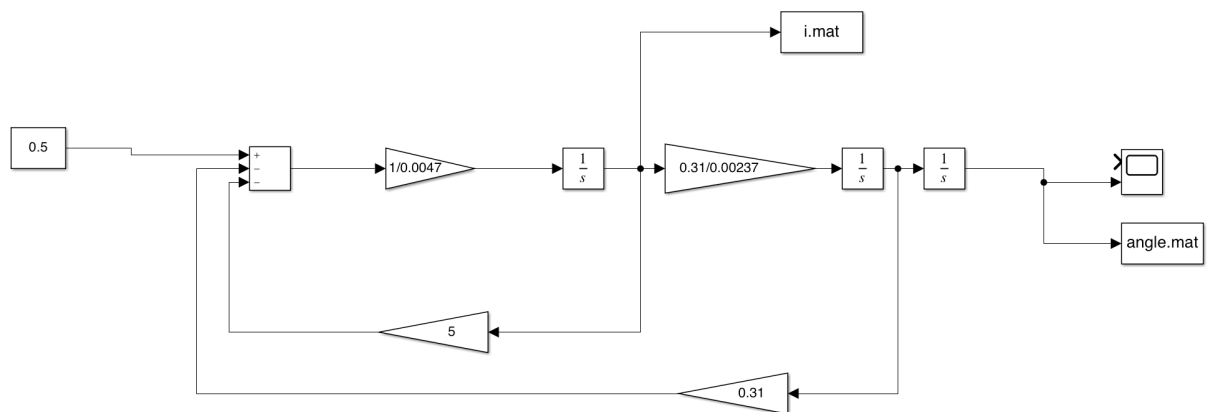 i.mat
0.5
+
−
−
1/0.0047
1
s
0.31/0.00237
1
s
1
s
angle.mat
5
0.31